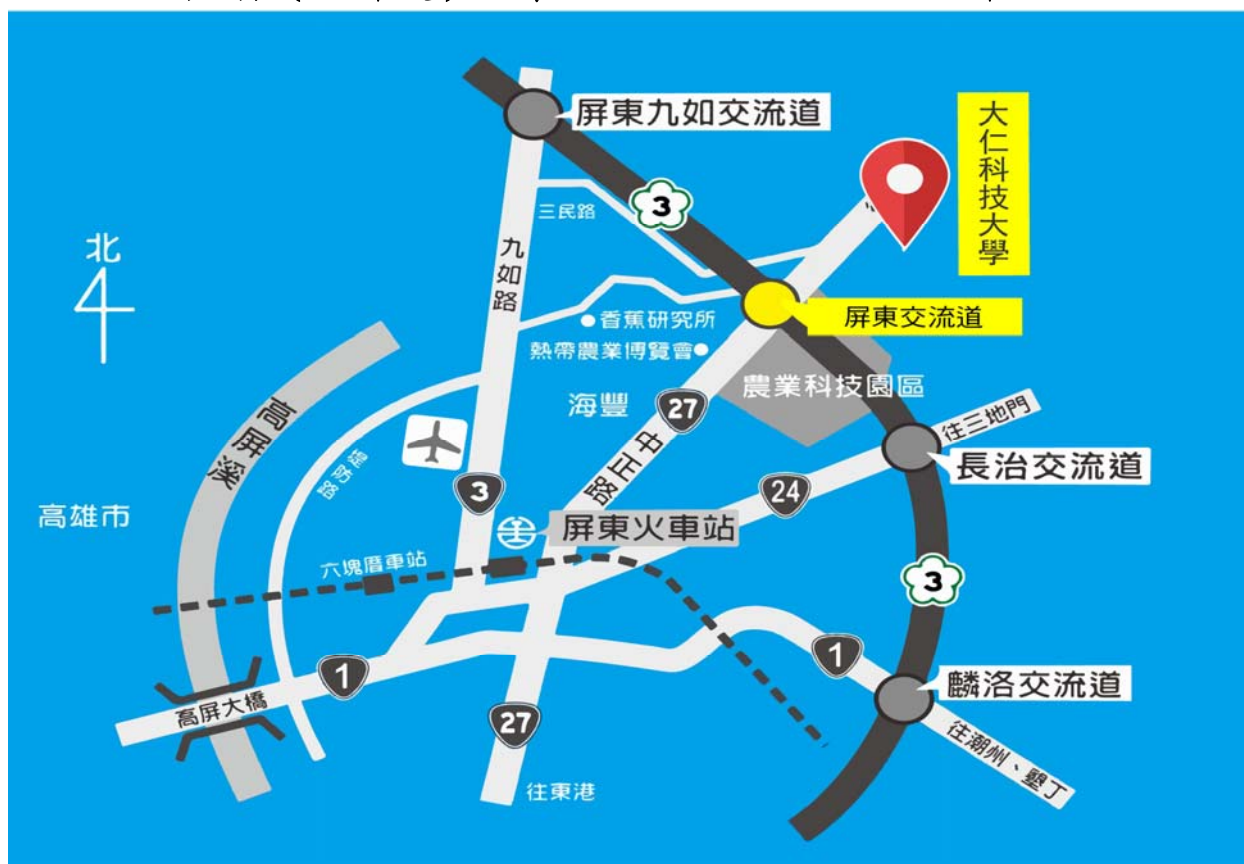 屏東九如交流道
大仁科技大學
3
三民路
北
九如路
屏東交流道
香蕉研究所
熱帶農業博覽會
農業科技園區
海豐
27
中正路
往三地門
高屏溪
堤防路
長治交流道
3
24
高雄市
屏東火車站
六塊厝車站
3
1
1
麟洛交流道
高屏大橋
27
往潮州、墾丁
往東港